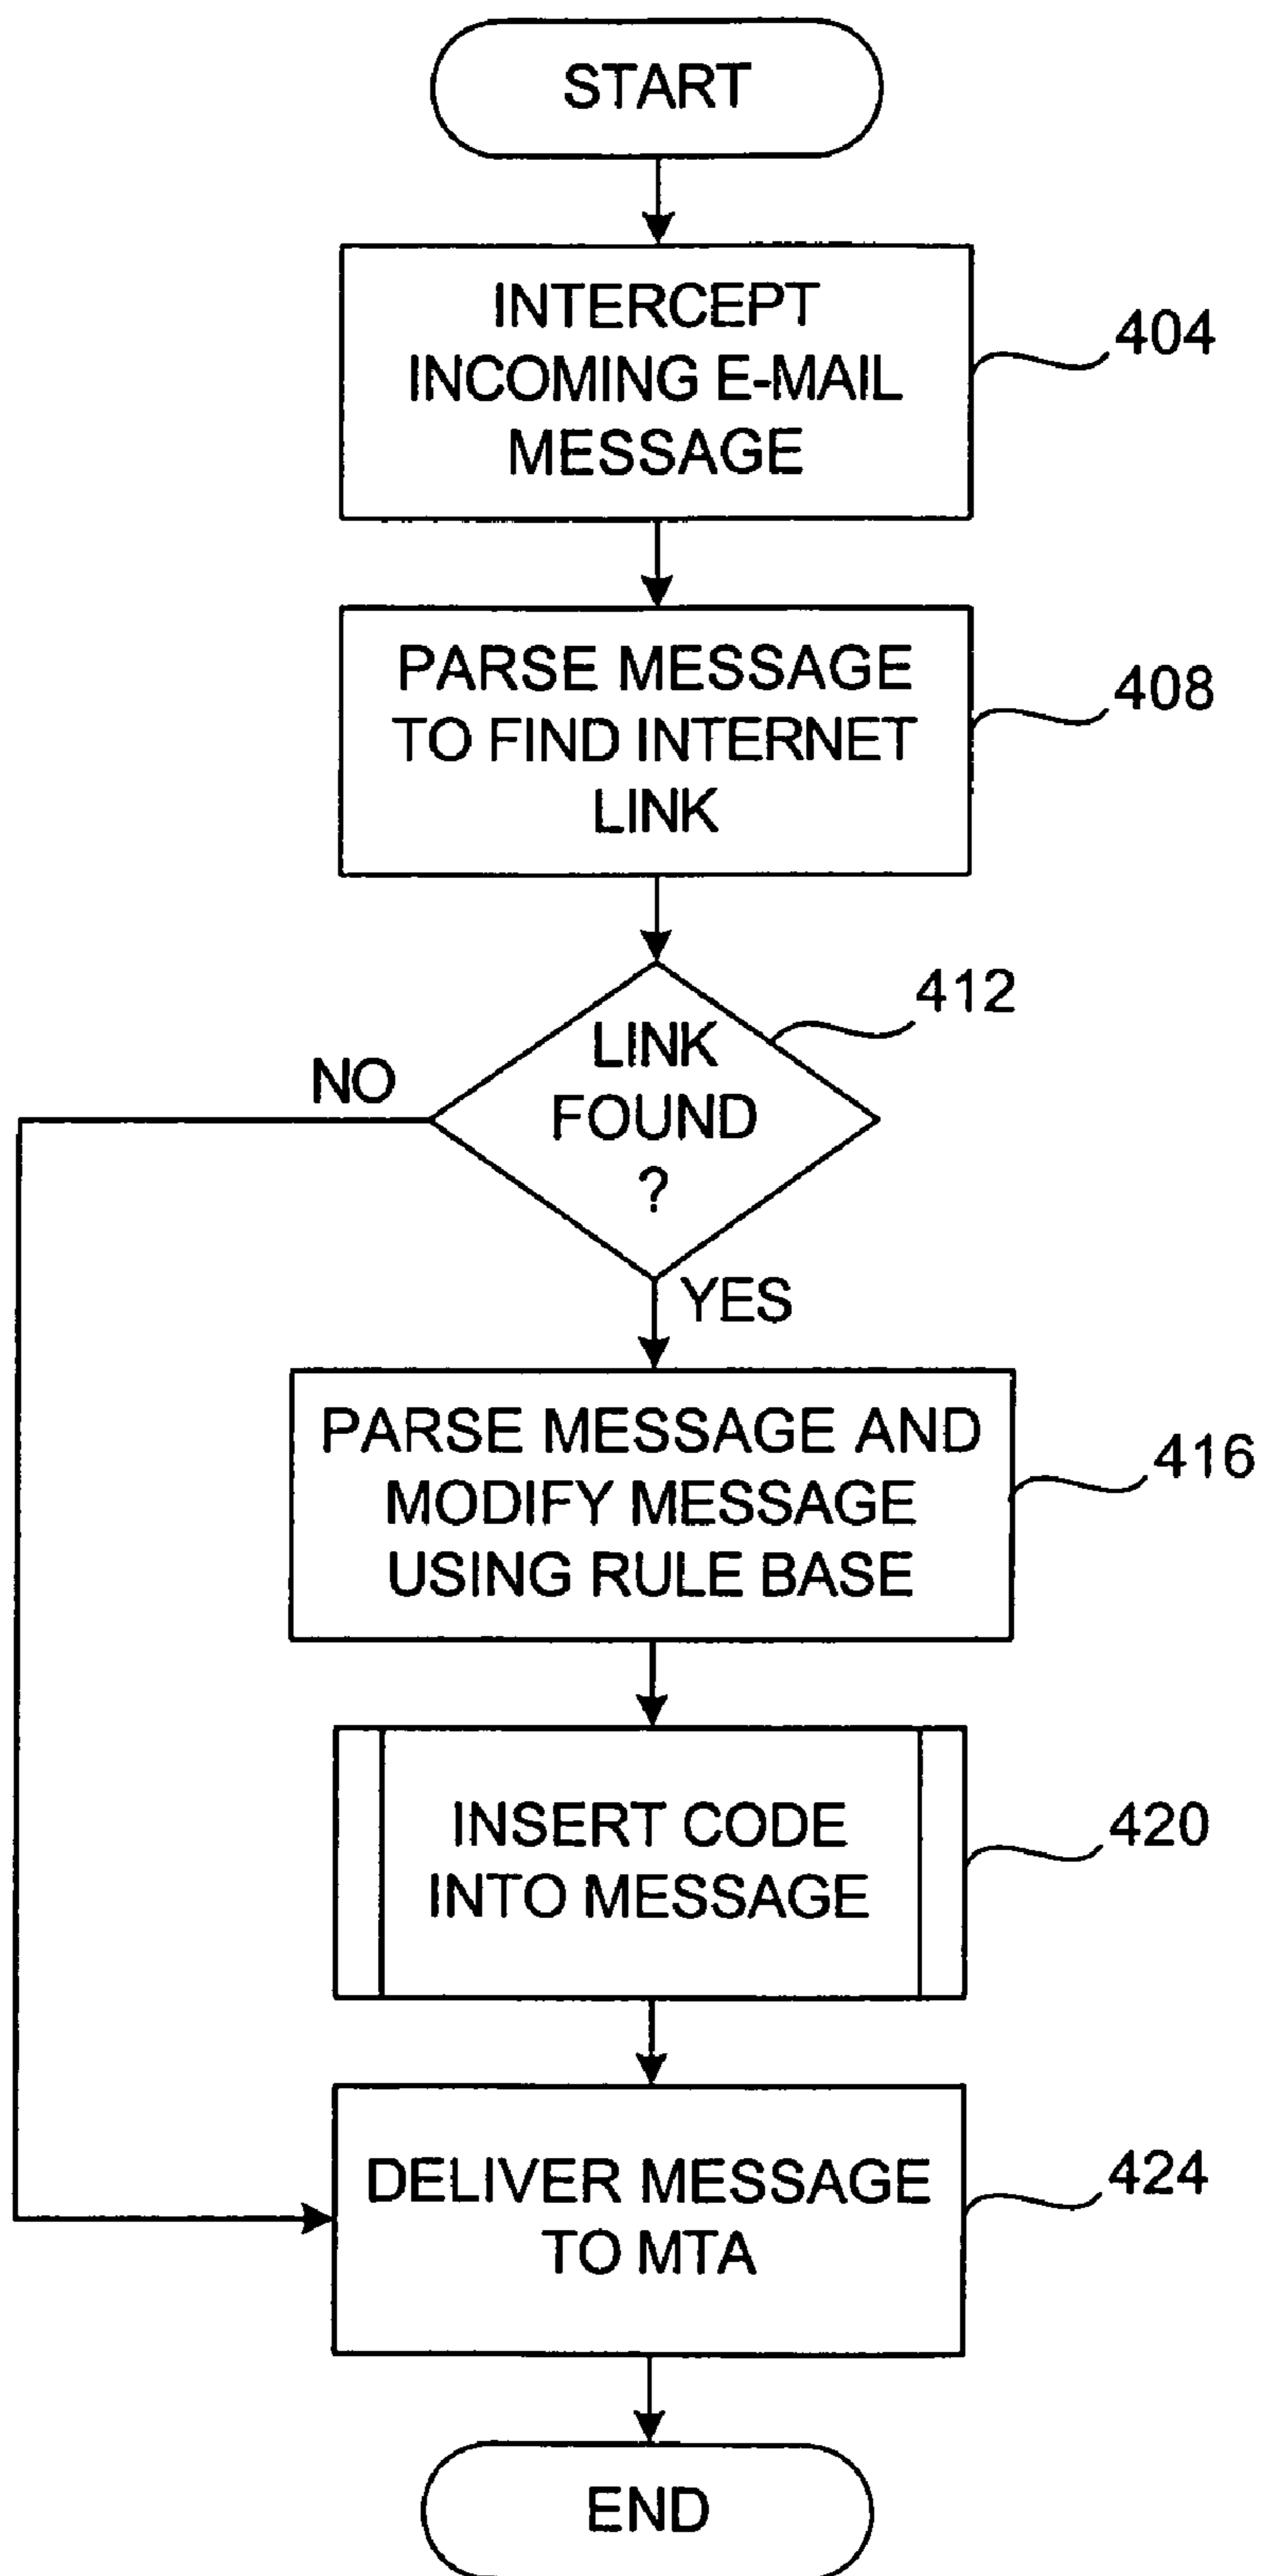 START
INTERCEPT
INCOMING E-MAIL
MESSAGE
404
PARSE MESSAGE
TO FIND INTERNET
LINK
408
LINK
FOUND
?
412
NO
YES
PARSE MESSAGE AND
MODIFY MESSAGE
USING RULE BASE
416
INSERT CODE
INTO MESSAGE
420
DELIVER MESSAGE
TO MTA
424
END